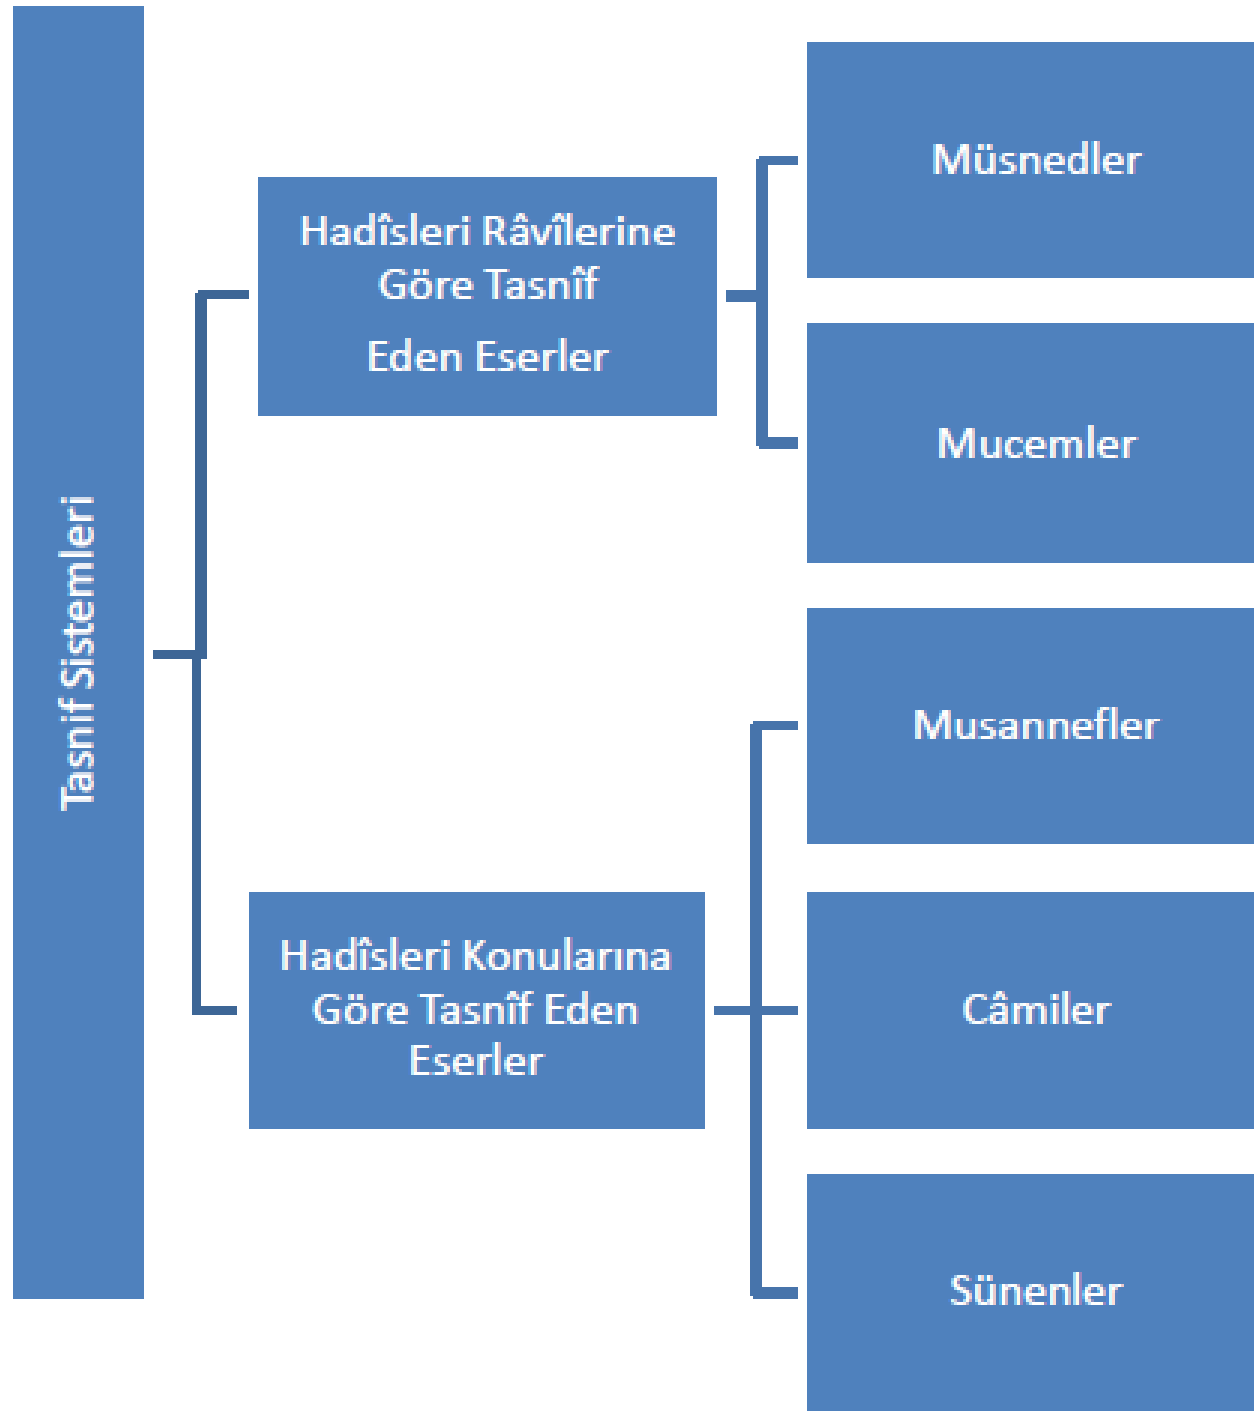 Tasnif Sistemleri
Hadîsleri Râvîlerine
Göre Tasnîf
Eden Eserler
Müsnedler
Mucemler
Hadîsleri Konularına
Göre Tasnîf Eden
Eserler
Musannefler
Câmiler
Sünenler